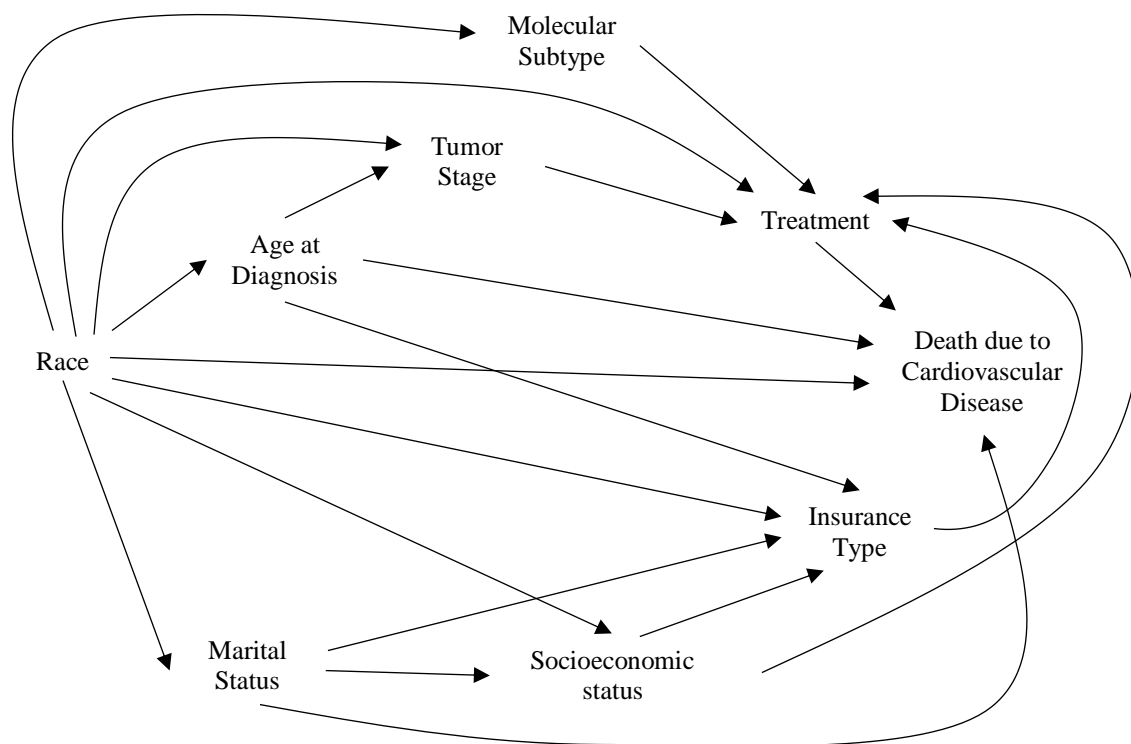 Molecular
Subtype
Tumor
Stage
Treatment
Age at
Diagnosis
Death due to
Cardiovascular
Disease
Race
Insurance
Type
Marital
Status
Socioeconomic
status